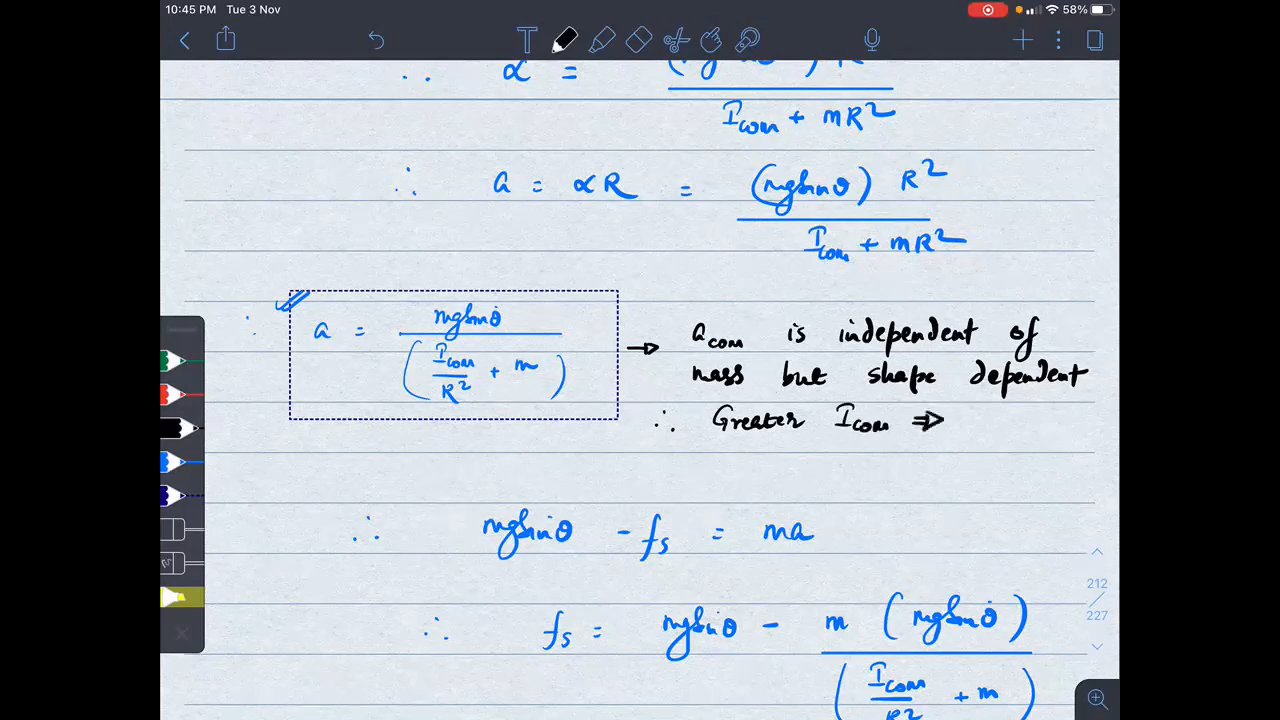 10:45 PM Tue 3 Nov 58%
∴ α =
I_com + mR²
∴ a = αR = (mg sinθ) R²
I_com + mR²
∴ a = mg sinθ
(I_com/R² + m)
→ a_com is independent of
mass but shape dependent
∴ Greater I_com ⇒
∴ mg sinθ - f_s = ma
212
227
∴ f_s = mg sinθ - m (mg sinθ)
(I_com/R² + m)